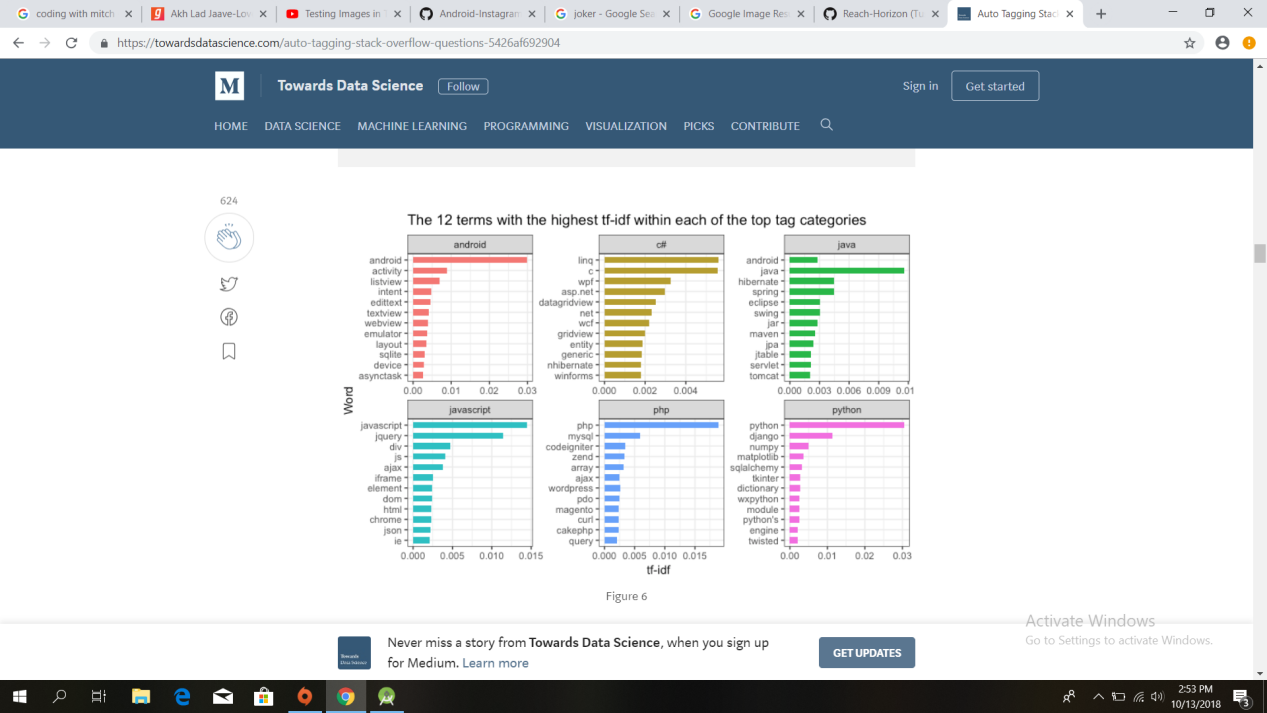 coding with mitch
Akh Lad Jaave-Lov
Testing Images in
Android-Instagram
joker - Google Sea
Google Image Res
Reach-Horizon (Tu
Auto Tagging Stac
https://towardsdatascience.com/auto-tagging-stack-overflow-questions-5426af692904
M
Towards Data Science
Follow
Sign in
Get started
HOME DATA SCIENCE MACHINE LEARNING PROGRAMMING VISUALIZATION PICKS CONTRIBUTE
624
The 12 terms with the highest tf-idf within each of the top tag categories
android
android
activity
listview
intent
edittext
textview
webview
emulator
layout
sqlite
device
asynctask
0.00 0.01 0.02 0.03
c#
linq
c
wpf
asp.net
datagridview
net
wcf
gridview
entity
generic
nhibernate
winforms
0.000 0.002 0.004
java
android
java
hibernate
spring
eclipse
swing
jar
maven
jpa
jtable
servlet
tomcat
0.000 0.003 0.006 0.009 0.01
Word
javascript
javascript
jquery
div
js
ajax
iframe
element
dom
html
chrome
json
ie
0.000 0.005 0.010 0.015
php
php
mysql
codeigniter
zend
array
ajax
wordpress
pdo
magento
curl
cakephp
query
0.000 0.005 0.010 0.015
python
python
django
numpy
matplotlib
sqlalchemy
tkinter
dictionary
wxpython
module
python's
engine
twisted
0.00 0.01 0.02 0.03
tf-idf
Figure 6
Activate Windows
Go to Settings to activate Windows.
Towards
Data Science
Never miss a story from Towards Data Science, when you sign up
for Medium. Learn more
GET UPDATES
2:53 PM
10/13/2018
3